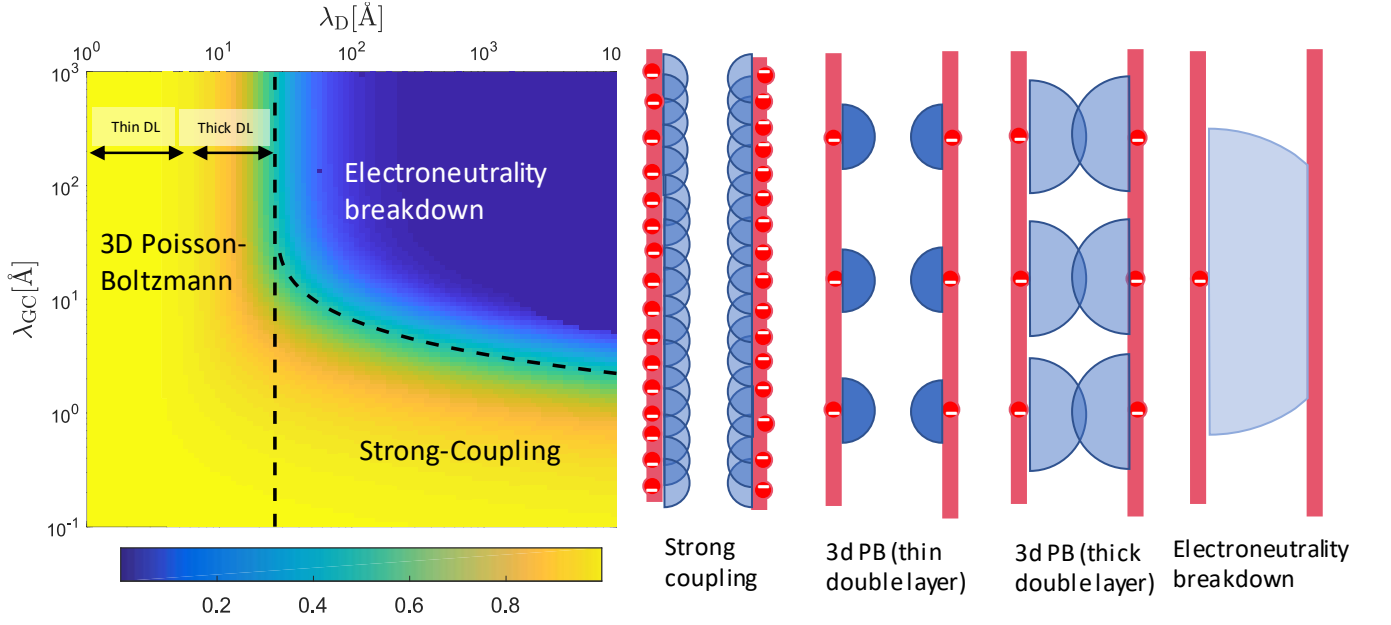 λ_D[Å]
10^0 10^1 10^2 10^3 10
10^3
Thin DL Thick DL
Electroneutrality
breakdown
10^2
3D Poisson-
Boltzmann
λ_GC[Å]
10^1
10^0
Strong-Coupling
10^-1
0.2 0.4 0.6 0.8
Strong
coupling
3d PB (thin
double layer)
3d PB (thick
double layer)
Electroneutrality
breakdown